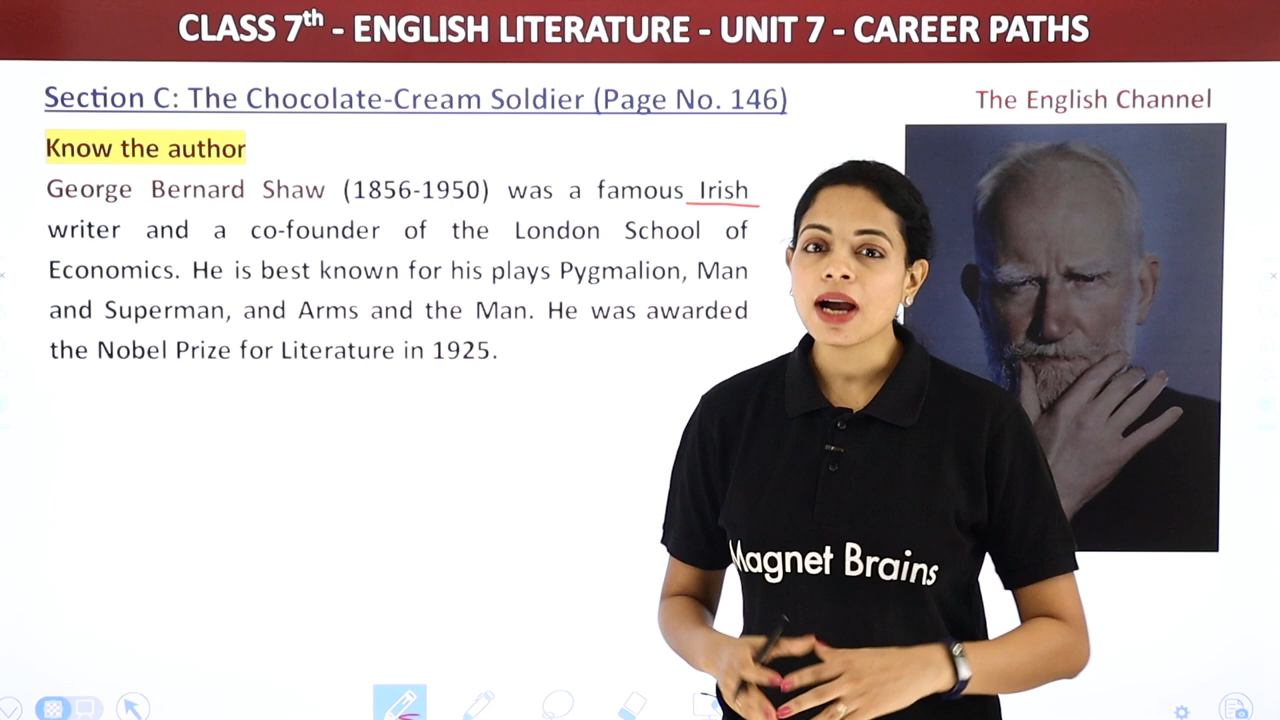 CLASS 7th - ENGLISH LITERATURE - UNIT 7 - CAREER PATHS
Section C: The Chocolate-Cream Soldier (Page No. 146)
The English Channel
Know the author
George Bernard Shaw (1856-1950) was a famous Irish
writer and a co-founder of the London School of
Economics. He is best known for his plays Pygmalion, Man
and Superman, and Arms and the Man. He was awarded
the Nobel Prize for Literature in 1925.
Magnet Brains